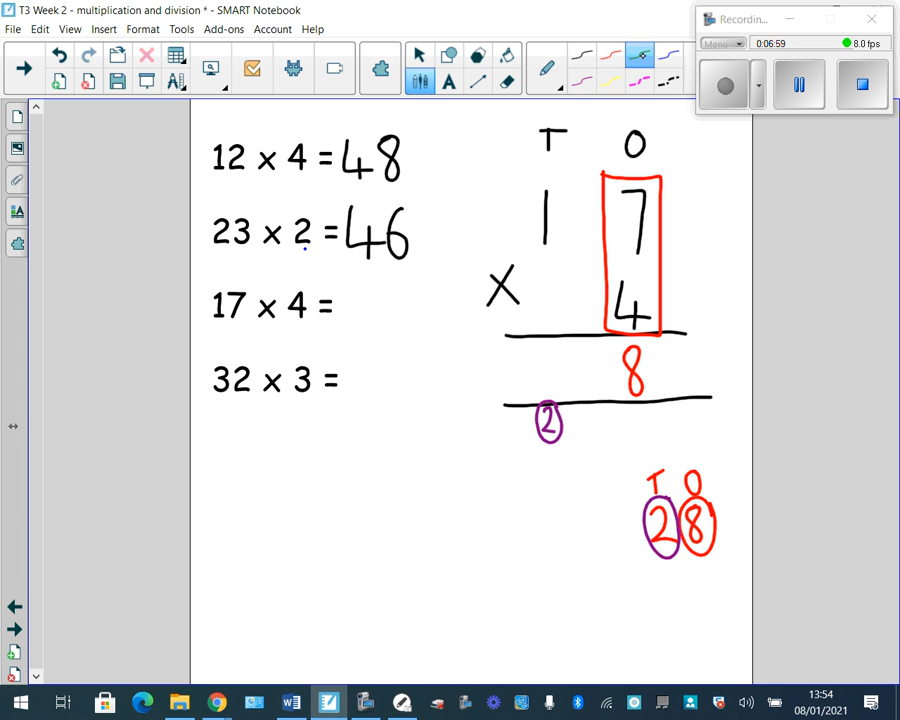 T3 Week 2 - multiplication and division * - SMART Notebook
File Edit View Insert Format Tools Add-ons Account Help
Recordin...
Menu
0:06:59
8.0 fps
A
12 x 4 = 48
23 x 2 = 46
17 x 4 =
32 x 3 =
T O
1 7
X 4
8
2
T O
2 8
13:54
08/01/2021